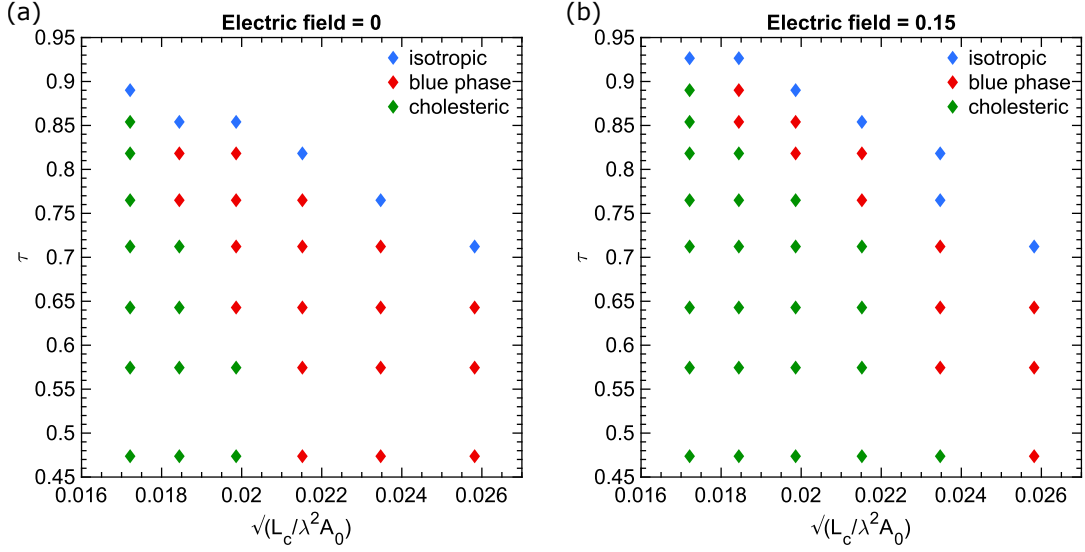 (a)
Electric field = 0
isotropic
blue phase
cholesteric
0.95
0.9
0.85
0.8
0.75
0.7
0.65
0.6
0.55
0.5
0.45
τ
0.016
0.018
0.02
0.022
0.024
0.026
√(L_c/λ²A₀)
(b)
Electric field = 0.15
isotropic
blue phase
cholesteric
0.95
0.9
0.85
0.8
0.75
0.7
0.65
0.6
0.55
0.5
0.45
τ
0.016
0.018
0.02
0.022
0.024
0.026
√(L_c/λ²A₀)